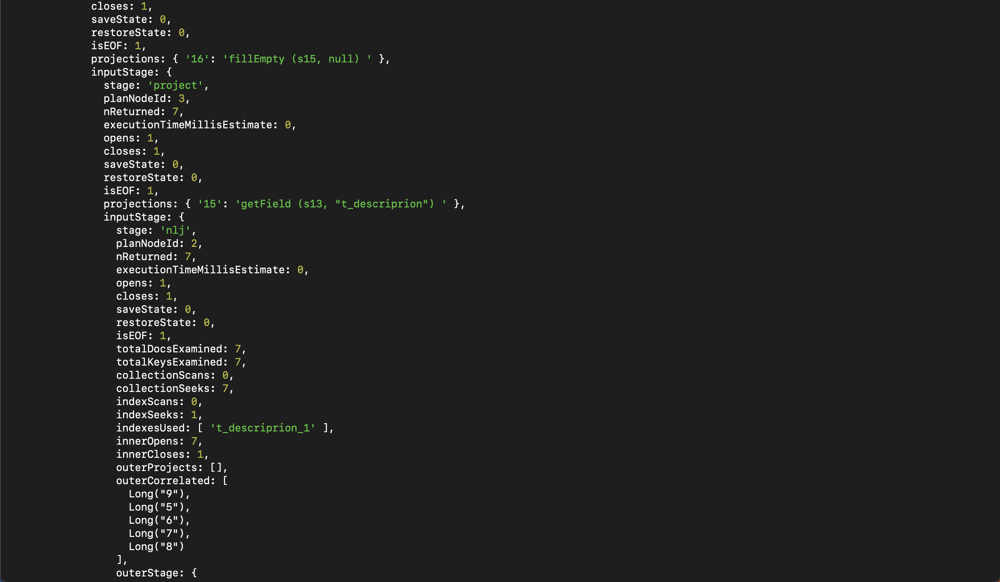 closes: 1,
saveState: 0,
restoreState: 0,
isEOF: 1,
projections: { '16': 'fillEmpty (s15, null) ' },
inputStage: {
stage: 'project',
planNodeId: 3,
nReturned: 7,
executionTimeMillisEstimate: 0,
opens: 1,
closes: 1,
saveState: 0,
restoreState: 0,
isEOF: 1,
projections: { '15': 'getField (s13, "t_descriprion") ' },
inputStage: {
stage: 'nlj',
planNodeId: 2,
nReturned: 7,
executionTimeMillisEstimate: 0,
opens: 1,
closes: 1,
saveState: 0,
restoreState: 0,
isEOF: 1,
totalDocsExamined: 7,
totalKeysExamined: 7,
collectionScans: 0,
collectionSeeks: 7,
indexScans: 0,
indexSeeks: 1,
indexesUsed: [ 't_descriprion_1' ],
innerOpens: 7,
innerCloses: 1,
outerProjects: [],
outerCorrelated: [
Long("9"),
Long("5"),
Long("6"),
Long("7"),
Long("8")
],
outerStage: {